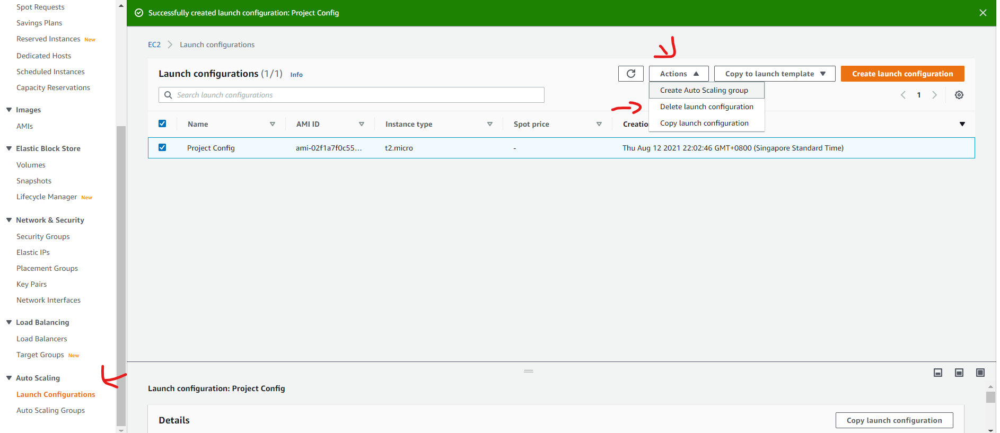 Spot Requests
Savings Plans
Reserved Instances New
Dedicated Hosts
Scheduled Instances
Capacity Reservations
Images
AMIs
Elastic Block Store
Volumes
Snapshots
Lifecycle Manager New
Network & Security
Security Groups
Elastic IPs
Placement Groups
Key Pairs
Network Interfaces
Load Balancing
Load Balancers
Target Groups New
Auto Scaling
Launch Configurations
Auto Scaling Groups
Successfully created launch configuration: Project Config
EC2 Launch configurations
Launch configurations (1/1) Info
Actions Copy to launch template Create launch configuration
Search launch configurations
Create Auto Scaling group
Delete launch configuration
Copy launch configuration
1
Name AMI ID Instance type Spot price Creatio
Project Config ami-02f1a7f0c55... t2.micro - Thu Aug 12 2021 22:02:46 GMT+0800 (Singapore Standard Time)
Launch configuration: Project Config
Details Copy launch configuration